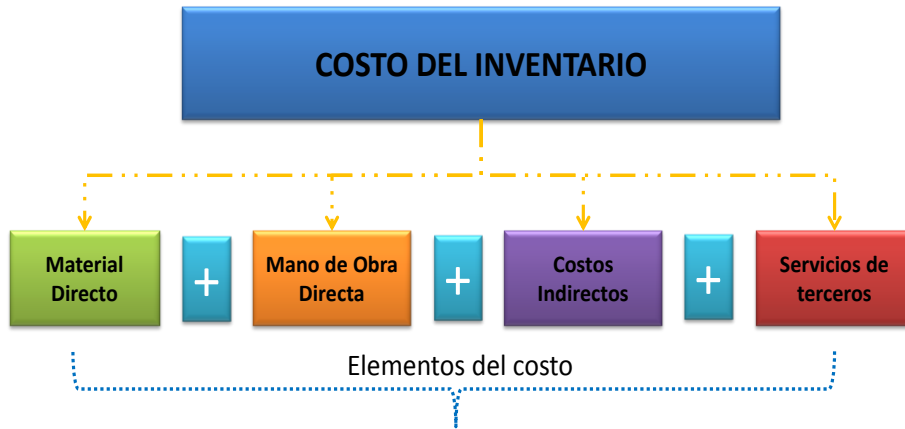 COSTO DEL INVENTARIO
Material
Directo
+
Mano de Obra
Directa
+
Costos
Indirectos
+
Servicios de
terceros
Elementos del costo